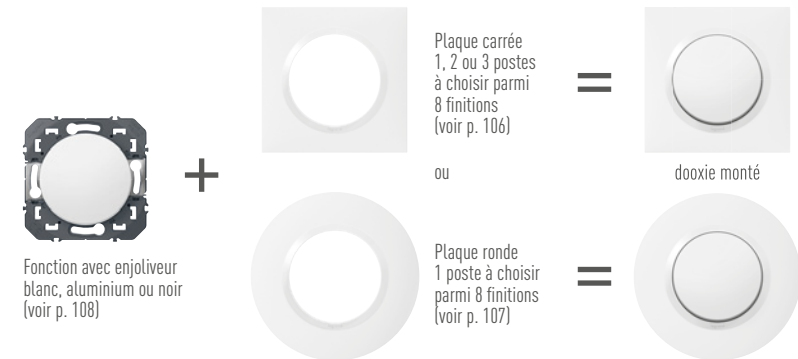 Plaque carrée
1, 2 ou 3 postes
à choisir parmi
8 finitions
(voir p. 106)
ou
dooxie monté
Fonction avec enjoliveur
blanc, aluminium ou noir
(voir p. 108)
Plaque ronde
1 poste à choisir
parmi 8 finitions
(voir p. 107)